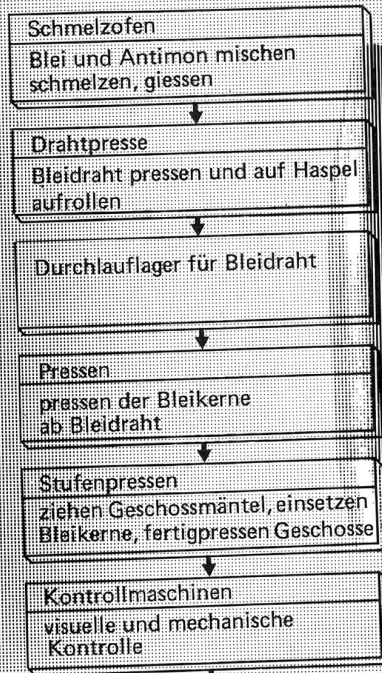 Schmelzofen
Blei und Antimon mischen
schmelzen, giessen
Drahtpresse
Bleidraht pressen und auf Haspel
aufrollen
Durchlauflager für Bleidraht
Pressen
pressen der Bleikerne
ab Bleidraht
Stufenpressen
ziehen Geschossmäntel, einsetzen
Bleikerne, fertigpressen Geschosse
Kontrollmaschinen
visuelle und mechanische
Kontrolle